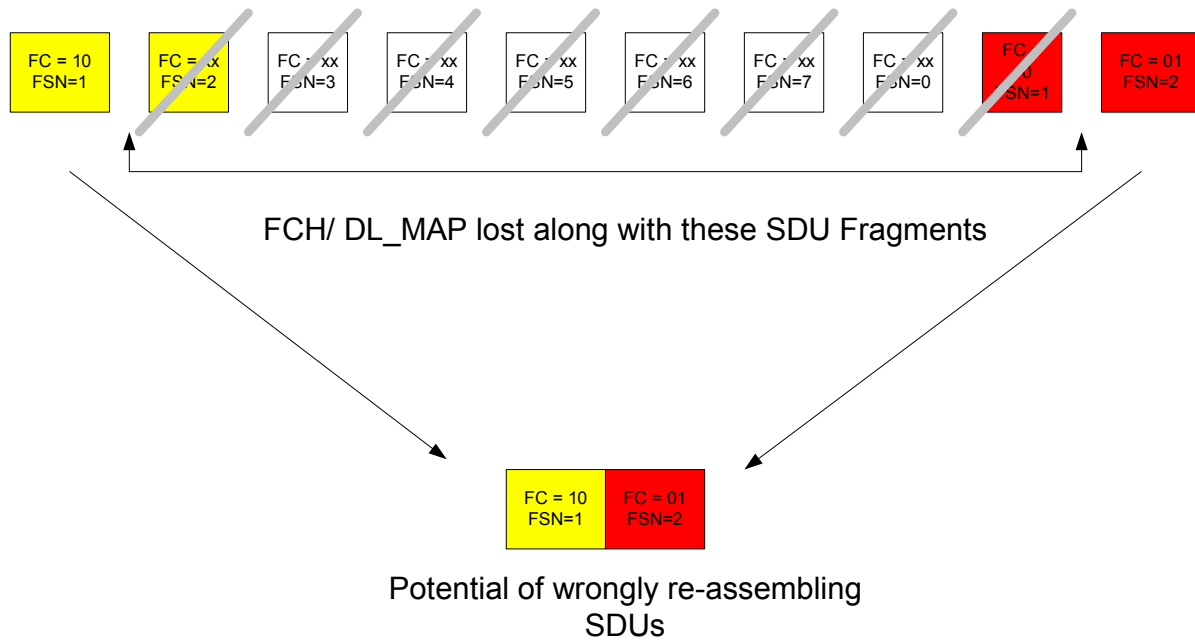 FC = 10
FSN=1
FC = xx
FSN=2
FC = xx
FSN=3
FC = xx
FSN=4
FC = xx
FSN=5
FC = xx
FSN=6
FC = xx
FSN=7
FC = xx
FSN=0
FC =
0
FSN=1
FC = 01
FSN=2
FCH/ DL_MAP lost along with these SDU Fragments
FC = 10
FSN=1
FC = 01
FSN=2
Potential of wrongly re-assembling
SDUs